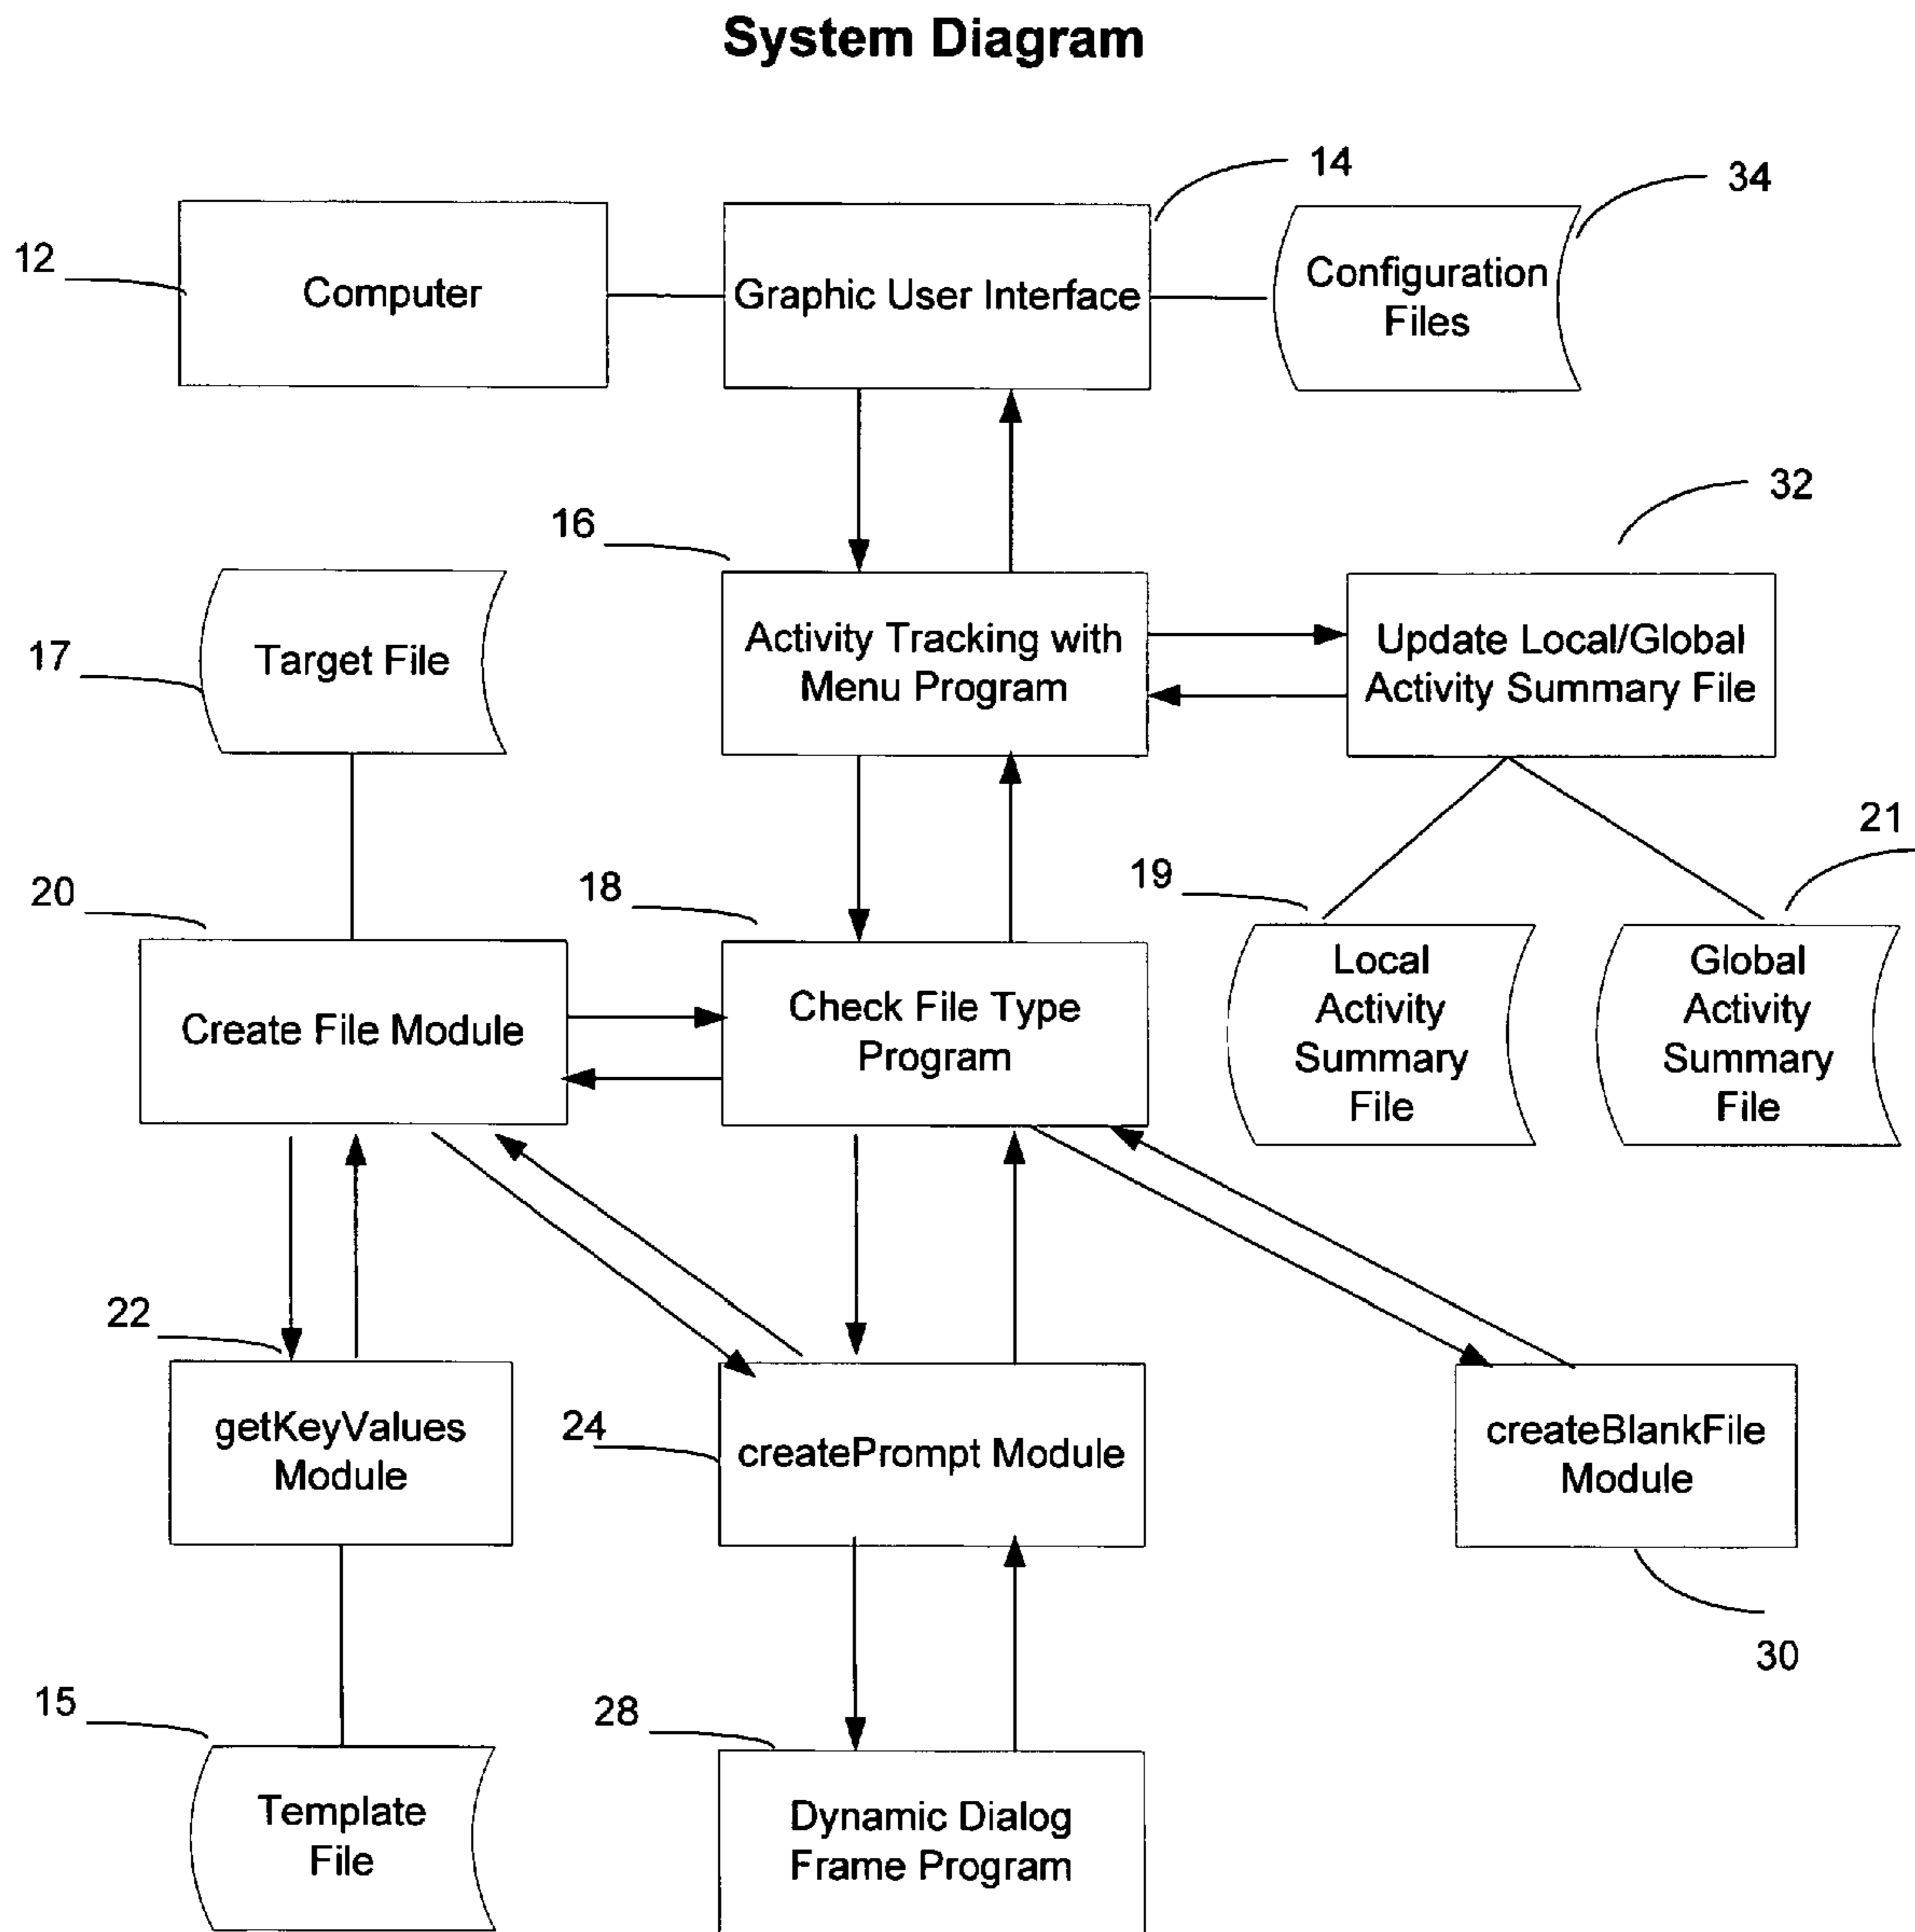 System Diagram
14
34
12
Computer
Graphic User Interface
Configuration
Files
32
16
17
Target File
Activity Tracking with
Menu Program
Update Local/Global
Activity Summary File
21
19
20
18
Create File Module
Check File Type
Program
Local
Activity
Summary
File
Global
Activity
Summary
File
22
getKeyValues
Module
24
createPrompt Module
createBlankFile
Module
30
15
28
Template
File
Dynamic Dialog
Frame Program